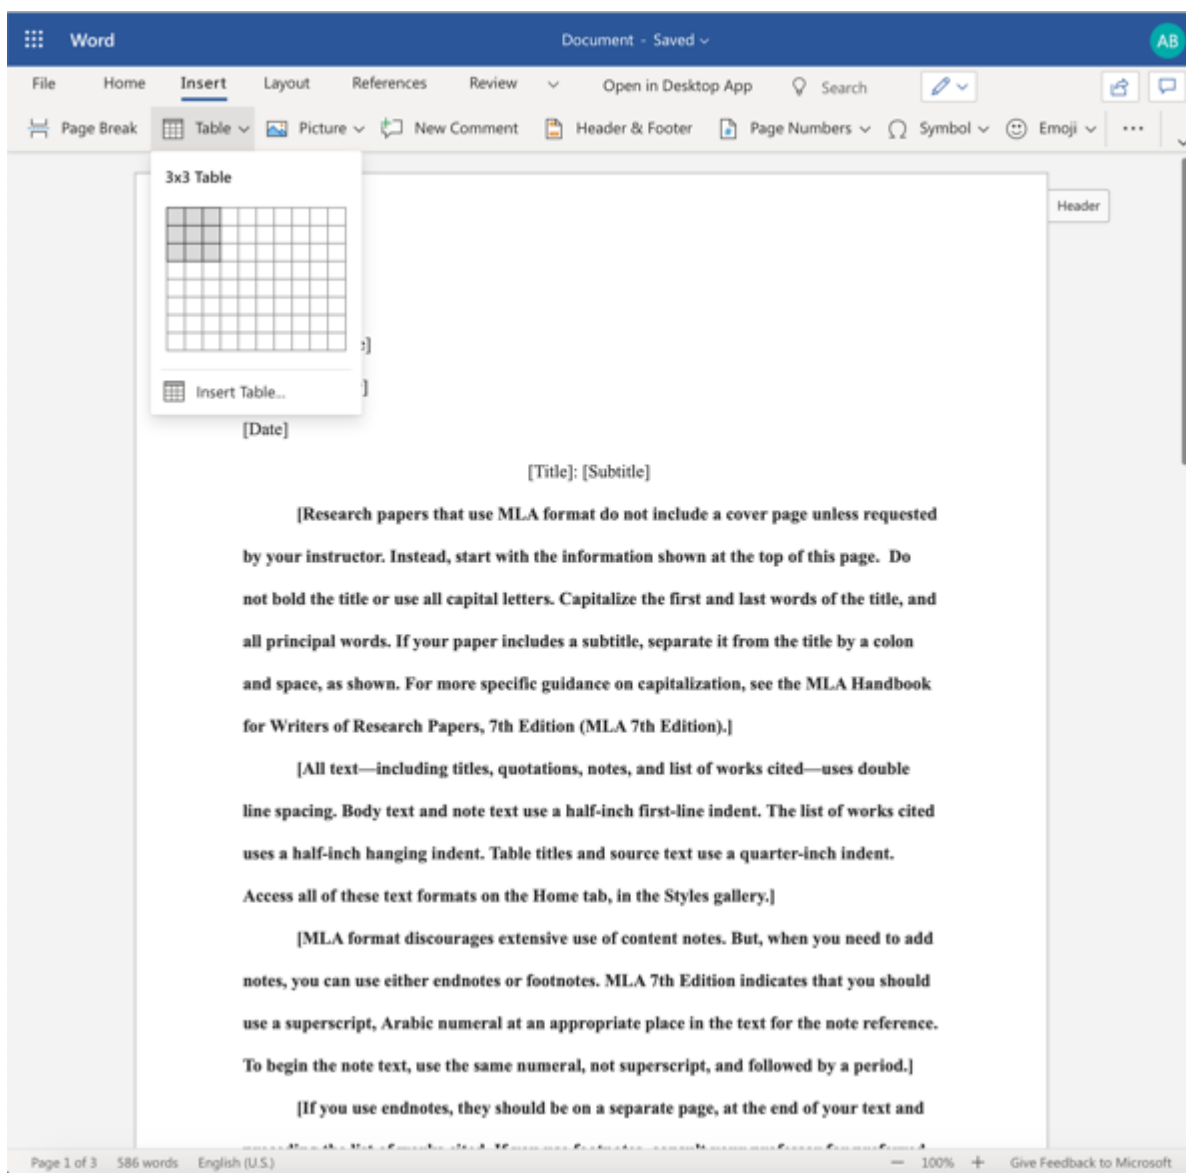 Word
Document - Saved
AB
File Home Insert Layout References Review Open in Desktop App Search
Page Break Table Picture New Comment Header & Footer Page Numbers Symbol Emoji ...
3x3 Table
Header
Insert Table...
[Date]
[Title]: [Subtitle]
[Research papers that use MLA format do not include a cover page unless requested
by your instructor. Instead, start with the information shown at the top of this page.  Do
not bold the title or use all capital letters. Capitalize the first and last words of the title, and
all principal words. If your paper includes a subtitle, separate it from the title by a colon
and space, as shown. For more specific guidance on capitalization, see the MLA Handbook
for Writers of Research Papers, 7th Edition (MLA 7th Edition).]
[All text—including titles, quotations, notes, and list of works cited—uses double
line spacing. Body text and note text use a half-inch first-line indent. The list of works cited
uses a half-inch hanging indent. Table titles and source text use a quarter-inch indent.
Access all of these text formats on the Home tab, in the Styles gallery.]
[MLA format discourages extensive use of content notes. But, when you need to add
notes, you can use either endnotes or footnotes. MLA 7th Edition indicates that you should
use a superscript, Arabic numeral at an appropriate place in the text for the note reference.
To begin the note text, use the same numeral, not superscript, and followed by a period.]
[If you use endnotes, they should be on a separate page, at the end of your text and
Page 1 of 3 586 words English (U.S.) 100% Give Feedback to Microsoft